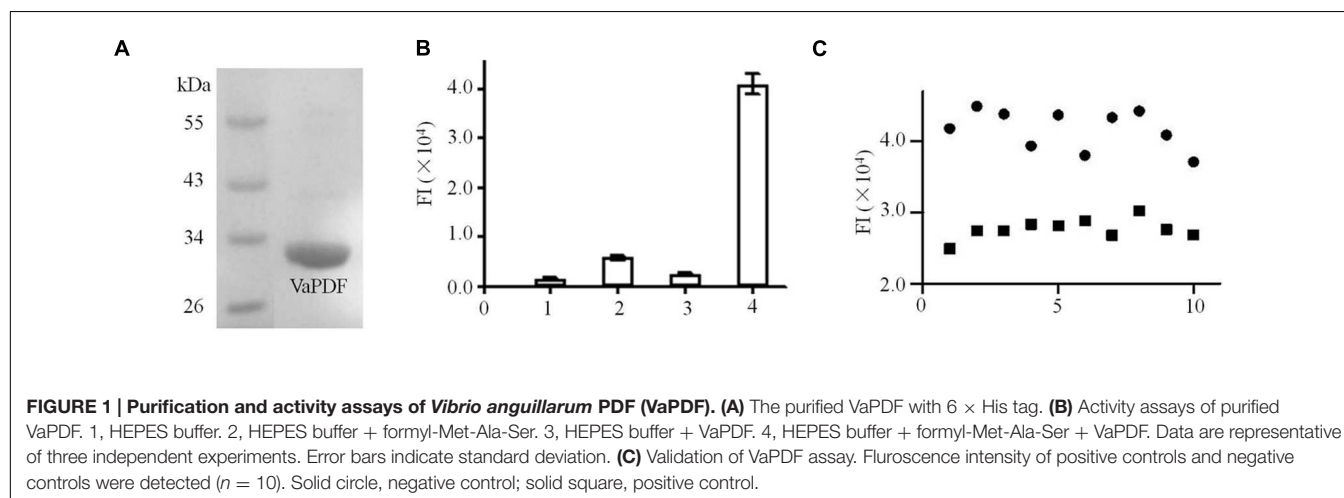 A
kDa
55
43
34
26
VaPDF
B
FI (×10⁴)
4.0
3.0
2.0
1.0
0.0
0 1 2 3 4
C
FI (×10⁴)
4.0
3.0
2.0
0 5 10
FIGURE 1 | Purification and activity assays of Vibrio anguillarum PDF (VaPDF). (A) The purified VaPDF with 6 × His tag. (B) Activity assays of purified
VaPDF. 1, HEPES buffer. 2, HEPES buffer + formyl-Met-Ala-Ser. 3, HEPES buffer + VaPDF. 4, HEPES buffer + formyl-Met-Ala-Ser + VaPDF. Data are representative
of three independent experiments. Error bars indicate standard deviation. (C) Validation of VaPDF assay. Fluroscence intensity of positive controls and negative
controls were detected (n = 10). Solid circle, negative control; solid square, positive control.